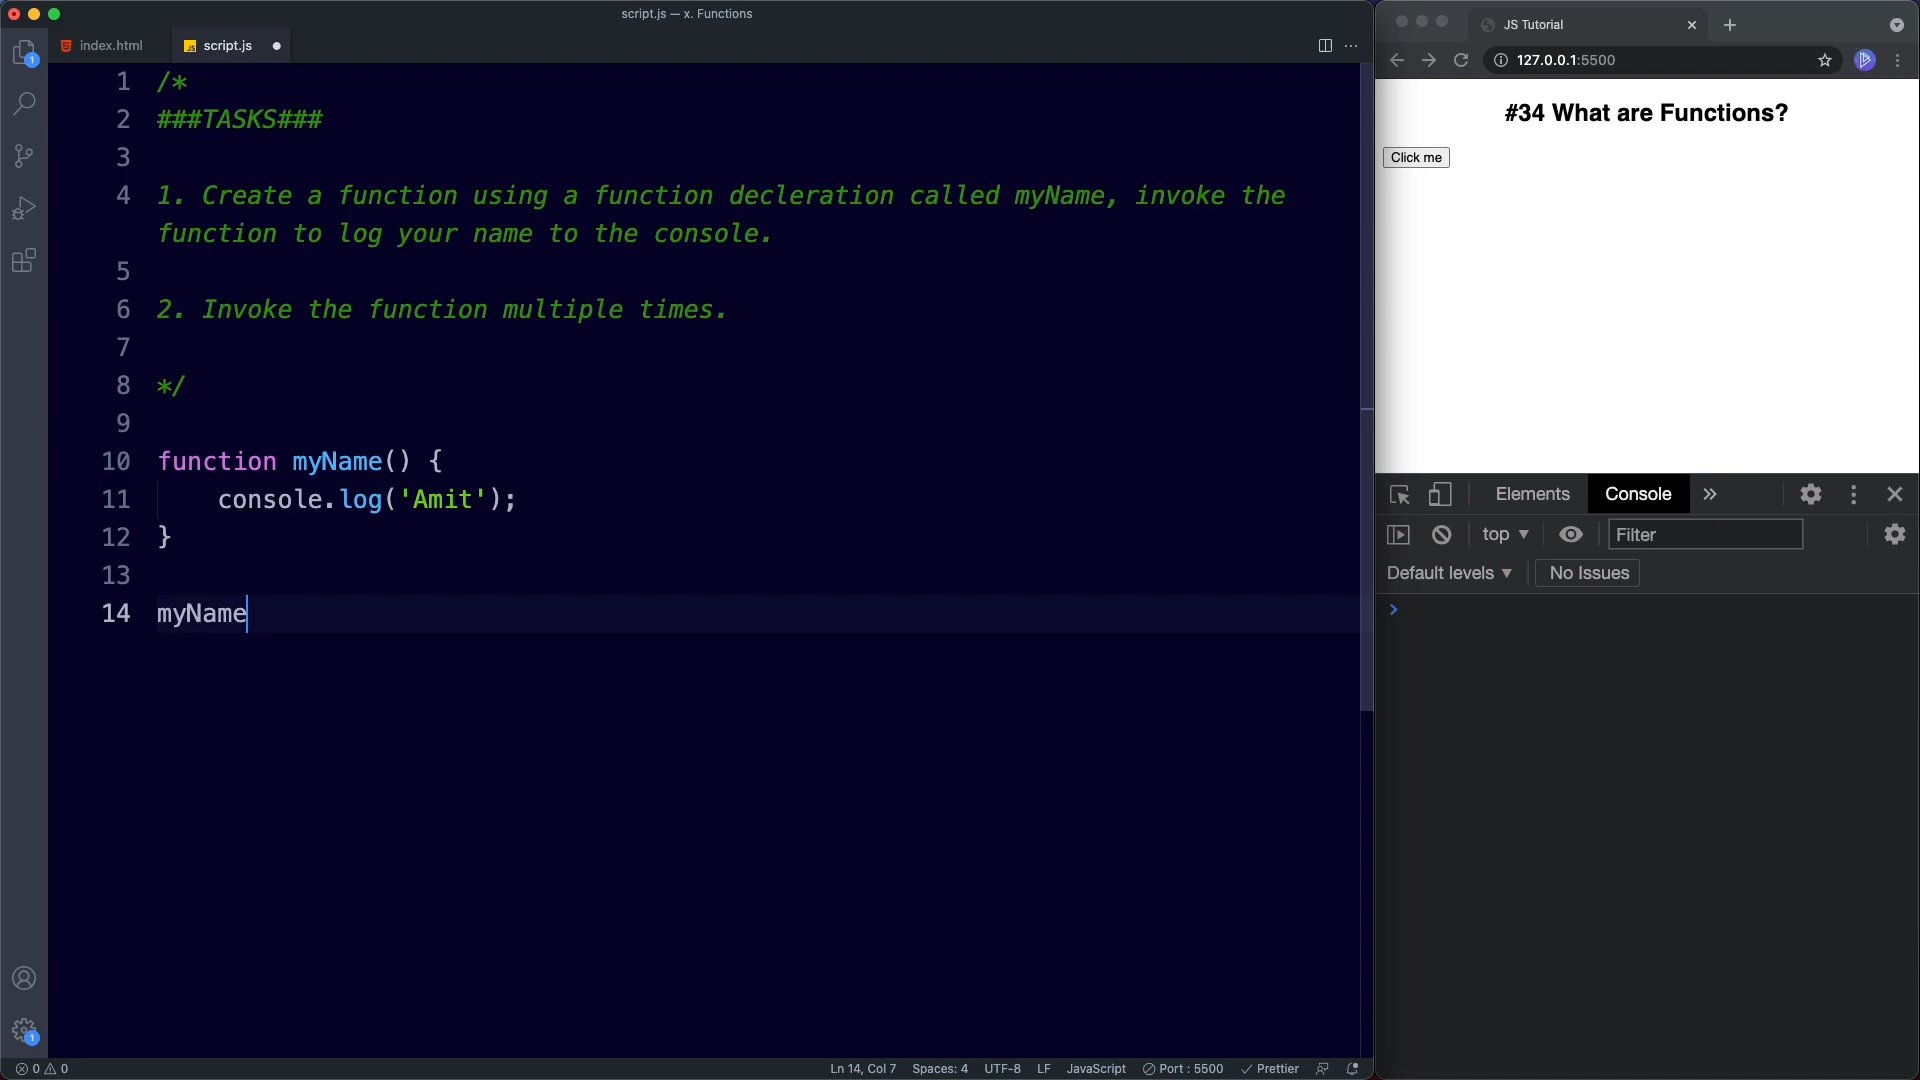 script.js — x. Functions
index.html
script.js
1 /*
2 ###TASKS###
3
4 1. Create a function using a function decleration called myName, invoke the
function to log your name to the console.
5
6 2. Invoke the function multiple times.
7
8 */
9
10 function myName() {
11 console.log('Amit');
12 }
13
14 myName
1
1
0 0
Ln 14, Col 7
Spaces: 4
UTF-8
LF
JavaScript
Port : 5500
Prettier
JS Tutorial
127.0.0.1:5500
#34 What are Functions?
Click me
Elements
Console
top
Filter
Default levels
No Issues